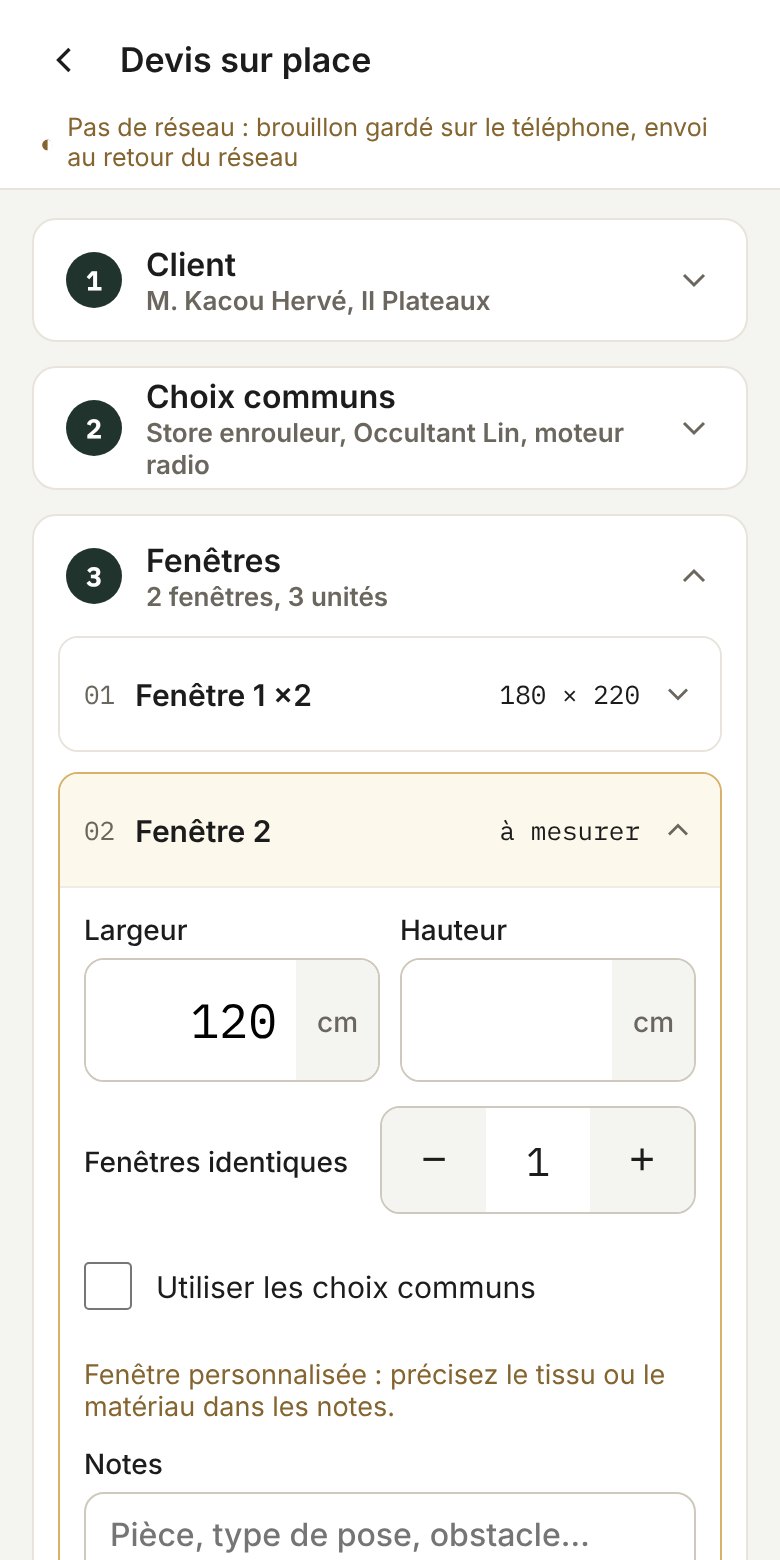 Devis sur place
Pas de réseau : brouillon gardé sur le téléphone, envoi
au retour du réseau
1
Client
M. Kacou Hervé, II Plateaux
2
Choix communs
Store enrouleur, Occultant Lin, moteur
radio
3
Fenêtres
2 fenêtres, 3 unités
01 Fenêtre 1 ×2 180 × 220
02 Fenêtre 2 à mesurer
Largeur Hauteur
120 cm cm
Fenêtres identiques − 1 +
Utiliser les choix communs
Fenêtre personnalisée : précisez le tissu ou le
matériau dans les notes.
Notes
Pièce, type de pose, obstacle...